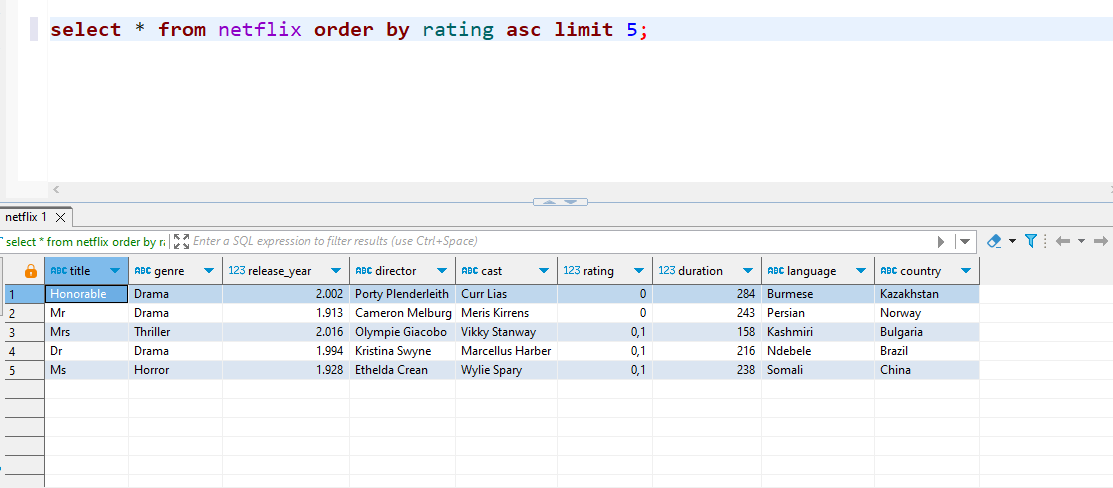 select * from netflix order by rating asc limit 5;
netflix 1
select * from netflix order by ra Enter a SQL expression to filter results (use Ctrl+Space)
ABC title ABC genre 123 release_year ABC director ABC cast 123 rating 123 duration ABC language ABC country
1 Honorable Drama 2.002 Porty Plenderleith Curr Lias 0 284 Burmese Kazakhstan
2 Mr Drama 1.913 Cameron Melburg Meris Kirrens 0 243 Persian Norway
3 Mrs Thriller 2.016 Olympie Giacobo Vikky Stanway 0,1 158 Kashmiri Bulgaria
4 Dr Drama 1.994 Kristina Swyne Marcellus Harber 0,1 216 Ndebele Brazil
5 Ms Horror 1.928 Ethelda Crean Wylie Spary 0,1 238 Somali China